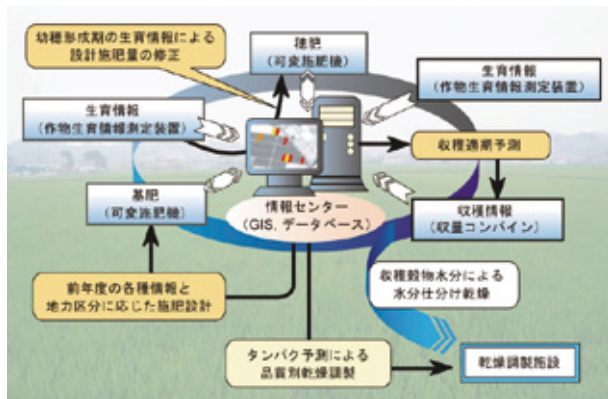 幼穂形成期の生育情報による
設計施肥量の修正
穂肥
(可変施肥機)
生育情報
(作物生育情報測定装置)
生育情報
(作物生育情報測定装置)
収穫適期予測
基肥
(可変施肥機)
情報センター
(GIS, データベース)
収穫情報
(収量コンバイン)
前年度の各種情報と
地力区分に応じた施肥設計
収穫穀物水分による
水分仕分け乾燥
タンパク予測による
品質別乾燥調製
乾燥調製施設